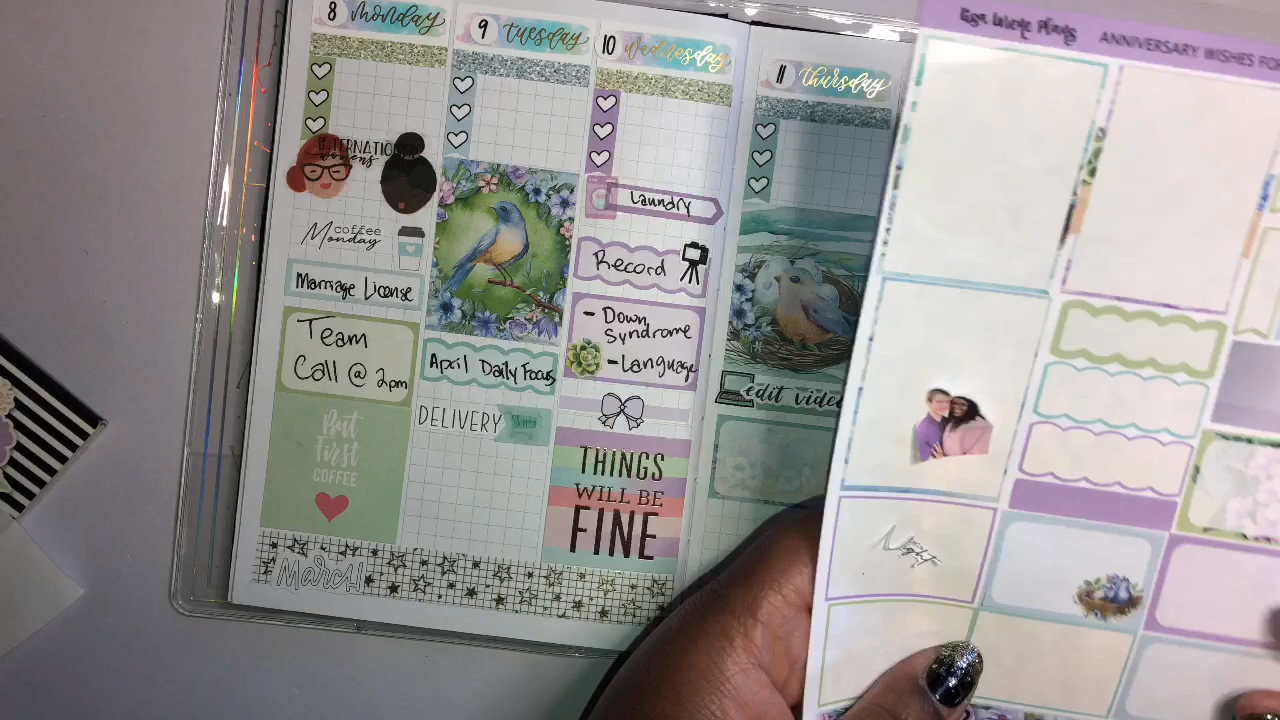 8 monday
INTERNATIONAL
women's
coffee
Monday
Marriage License
Team
Call @ 2pm
But
First
COFFEE
March
9 tuesday
April Daily Focus
DELIVERY
10 wednesday
Laundry
Record
- Down
Syndrome
- Language
THINGS
WILL BE
FINE
11 thursday
edit video
ANNIVERSARY WISHES FO
Night